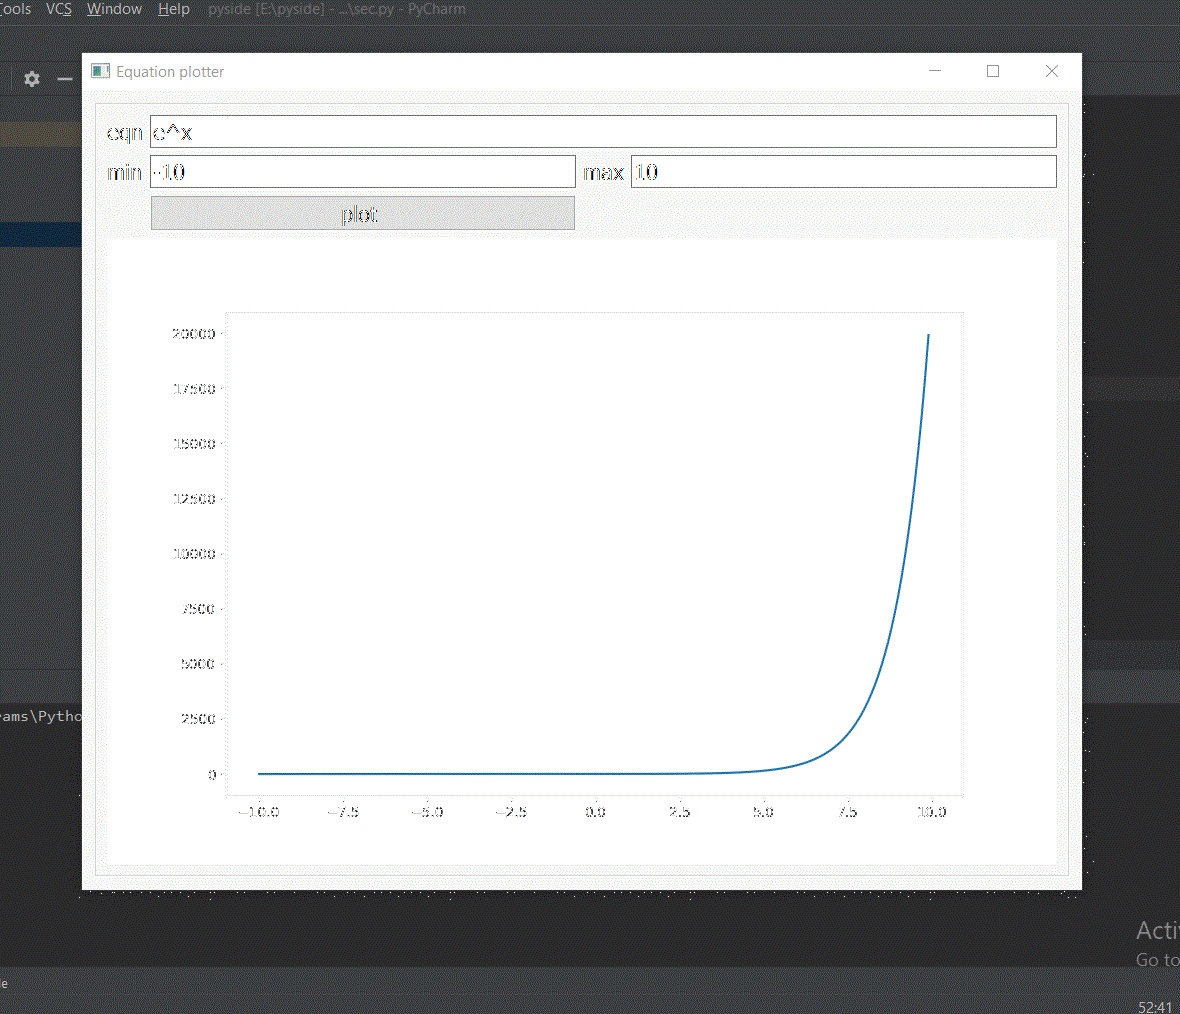 Tools VCS Window Help pyside [E:\pyside] - ...\sec.py - PyCharm
Equation plotter
eqn e^x
min -10 max 10
plot
20000
17500
15000
12500
10000
7500
5000
2500
0
−10.0 −7.5 −5.0 −2.5 0.0 2.5 5.0 7.5 10.0
rams\Pytho
Acti
Go to
e
52:41